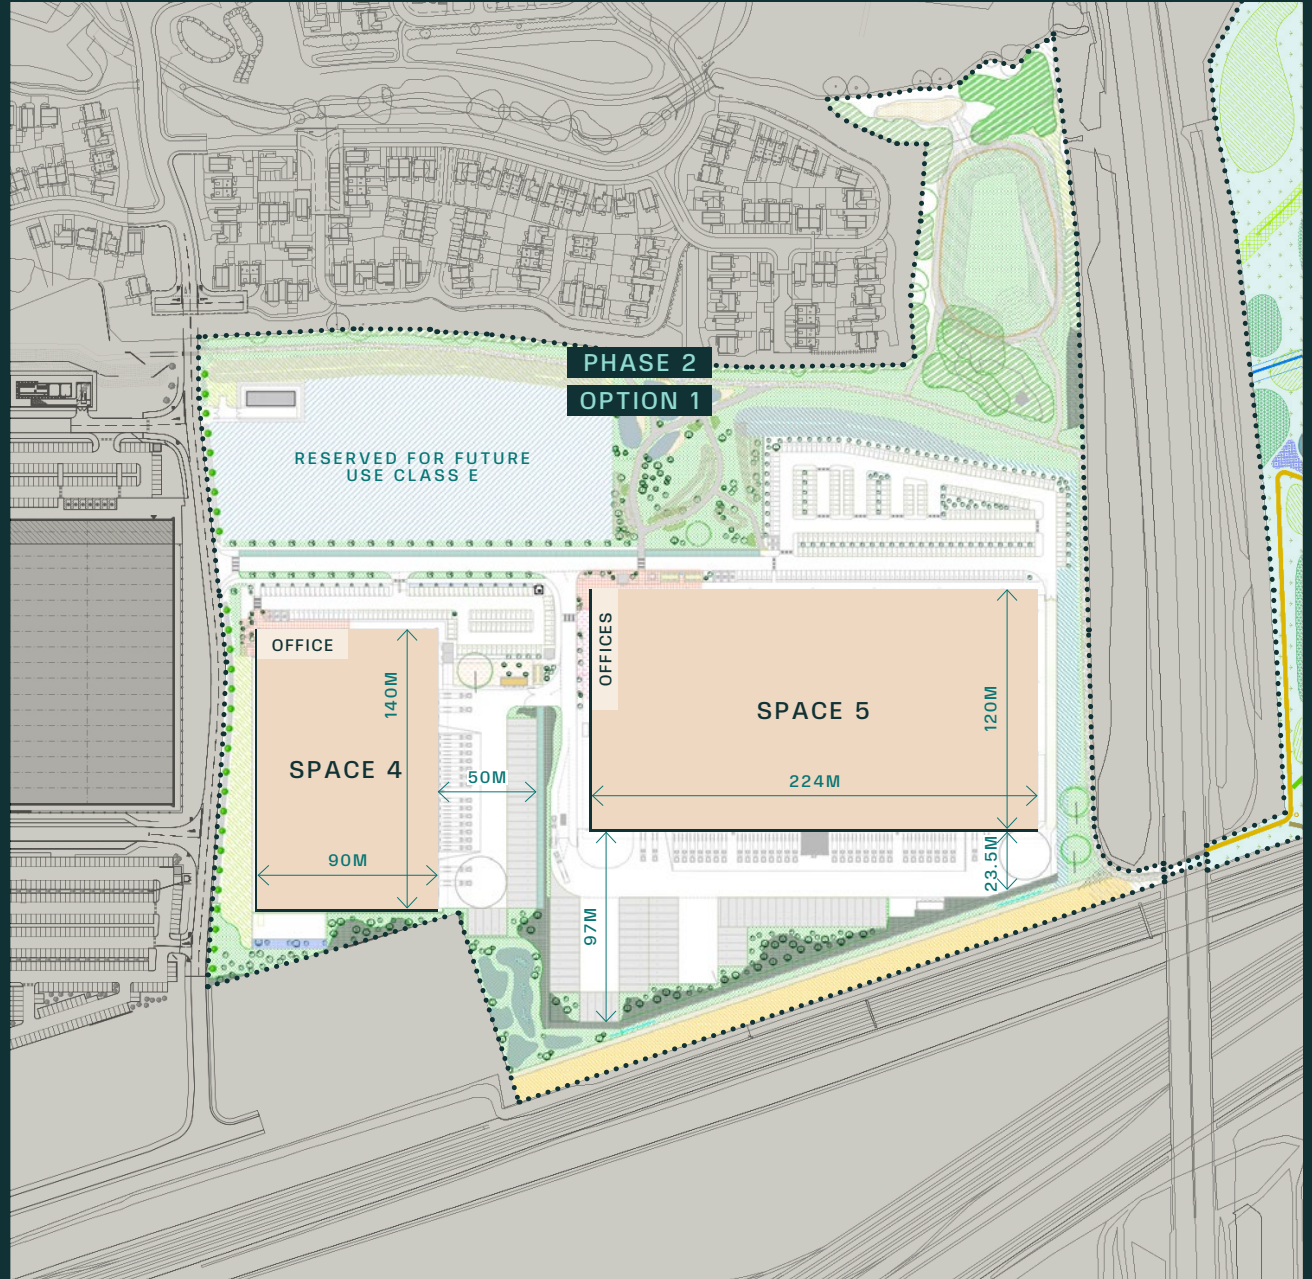 PHASE 2
OPTION 1
RESERVED FOR FUTURE
USE CLASS E
OFFICE
OFFICES
140M
120M
SPACE 5
SPACE 4
50M
224M
90M
23.5M
97M